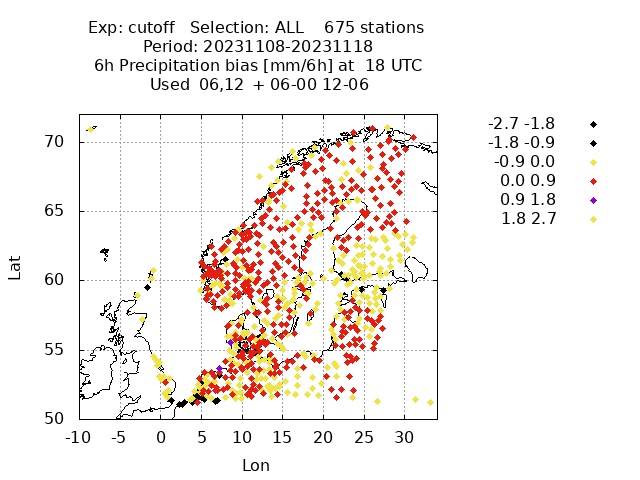 Exp: cutoff Selection: ALL 675 stations
Period: 20231108-20231118
6h Precipitation bias [mm/6h] at 18 UTC
Used 06,12 + 06-00 12-06
-2.7 -1.8
-1.8 -0.9
-0.9 0.0
0.0 0.9
0.9 1.8
1.8 2.7
70
65
60
55
50
Lat
-10 -5 0 5 10 15 20 25 30
Lon